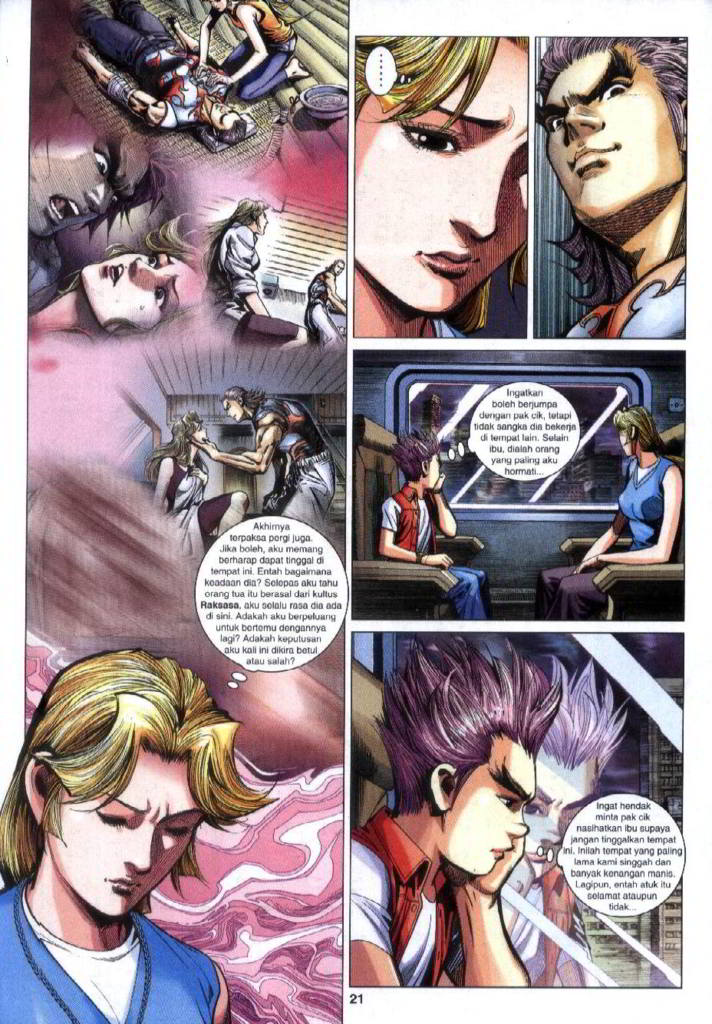 Akhirnya
terpaksa pergi juga.
Jika boleh, aku memang
berharap dapat tinggal di
tempat ini. Entah bagaimana
keadaan dia? Selepas aku tahu
orang tua itu berasal dari kultus
Raksasa, aku selalu rasa dia ada
di sini. Adakah aku berpeluang
untuk bertemu dengannya
lagi? Adakah keputusan
aku kali ini dikira betul
atau salah?
......
Ingatkan
boleh berjumpa
dengan pak cik, tetapi
tidak sangka dia bekerja
di tempat lain. Selain
ibu, dialah orang
yang paling aku
hormati...
Ingat hendak
minta pak cik
nasihatkan ibu supaya
jangan tinggalkan tempat
ini. Inilah tempat yang paling
lama kami singgah dan
banyak kenangan manis.
Lagipun, entah atuk itu
selamat ataupun
tidak...
21